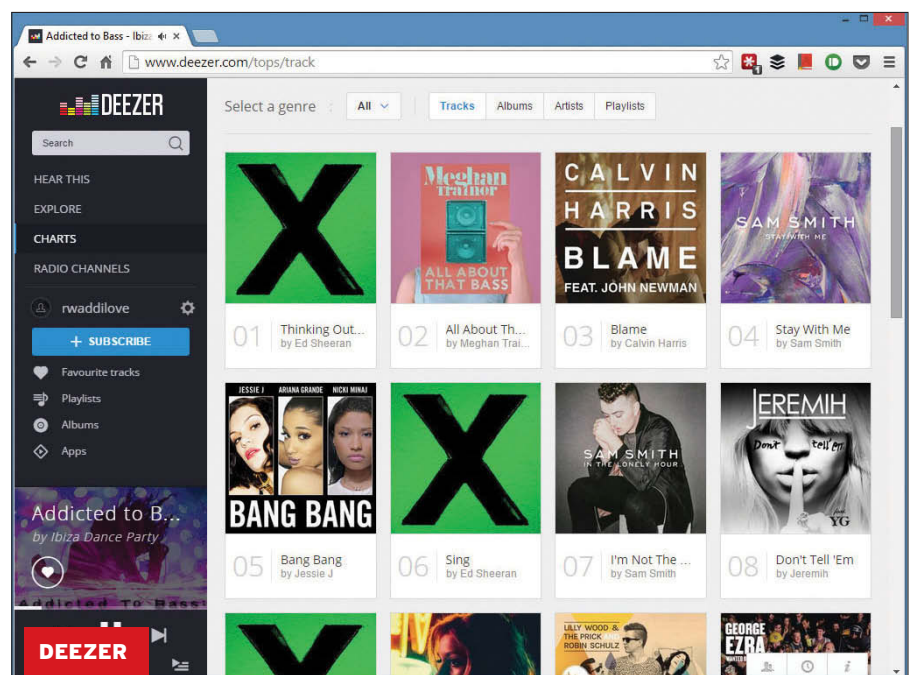 Addicted to Bass - Ibiz
www.deezer.com/tops/track
DEEZER
Search
HEAR THIS
EXPLORE
CHARTS
RADIO CHANNELS
rwaddilove
+ SUBSCRIBE
Favourite tracks
Playlists
Albums
Apps
Addicted to B...
by Ibiza Dance Party
Addicted To Bass
DEEZER
Select a genre : All Tracks Albums Artists Playlists
X
Meghan
Trainor
ALL ABOUT
THAT BASS
CALVIN
HARRIS
BLAME
FEAT. JOHN NEWMAN
SAM SMITH
STAY WITH ME
01 Thinking Out...
by Ed Sheeran
02 All About Th...
by Meghan Trai...
03 Blame
by Calvin Harris
04 Stay With Me
by Sam Smith
JESSIE J ARIANA GRANDE NICKI MINAJ
BANG BANG
X
SAM SMITH
IN THE LONELY HOUR
JEREMIH
Don't tell 'em
feat.
YG
05 Bang Bang
by Jessie J
06 Sing
by Ed Sheeran
07 I'm Not The ...
by Sam Smith
08 Don't Tell 'Em
by Jeremih
LILLY WOOD &
THE PRICK AND
ROBIN SCHULZ
GEORGE
EZRA